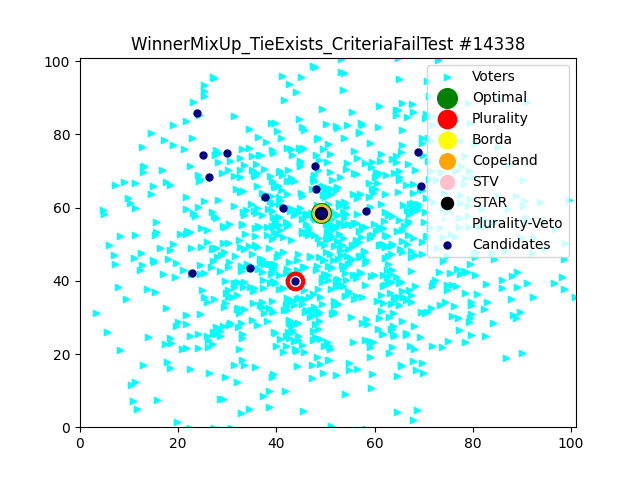 WinnerMixUp_TieExists_CriteriaFailTest #14338
Voters
Optimal
Plurality
Borda
Copeland
STV
STAR
Plurality-Veto
Candidates
100
80
60
40
20
0
0 20 40 60 80 100